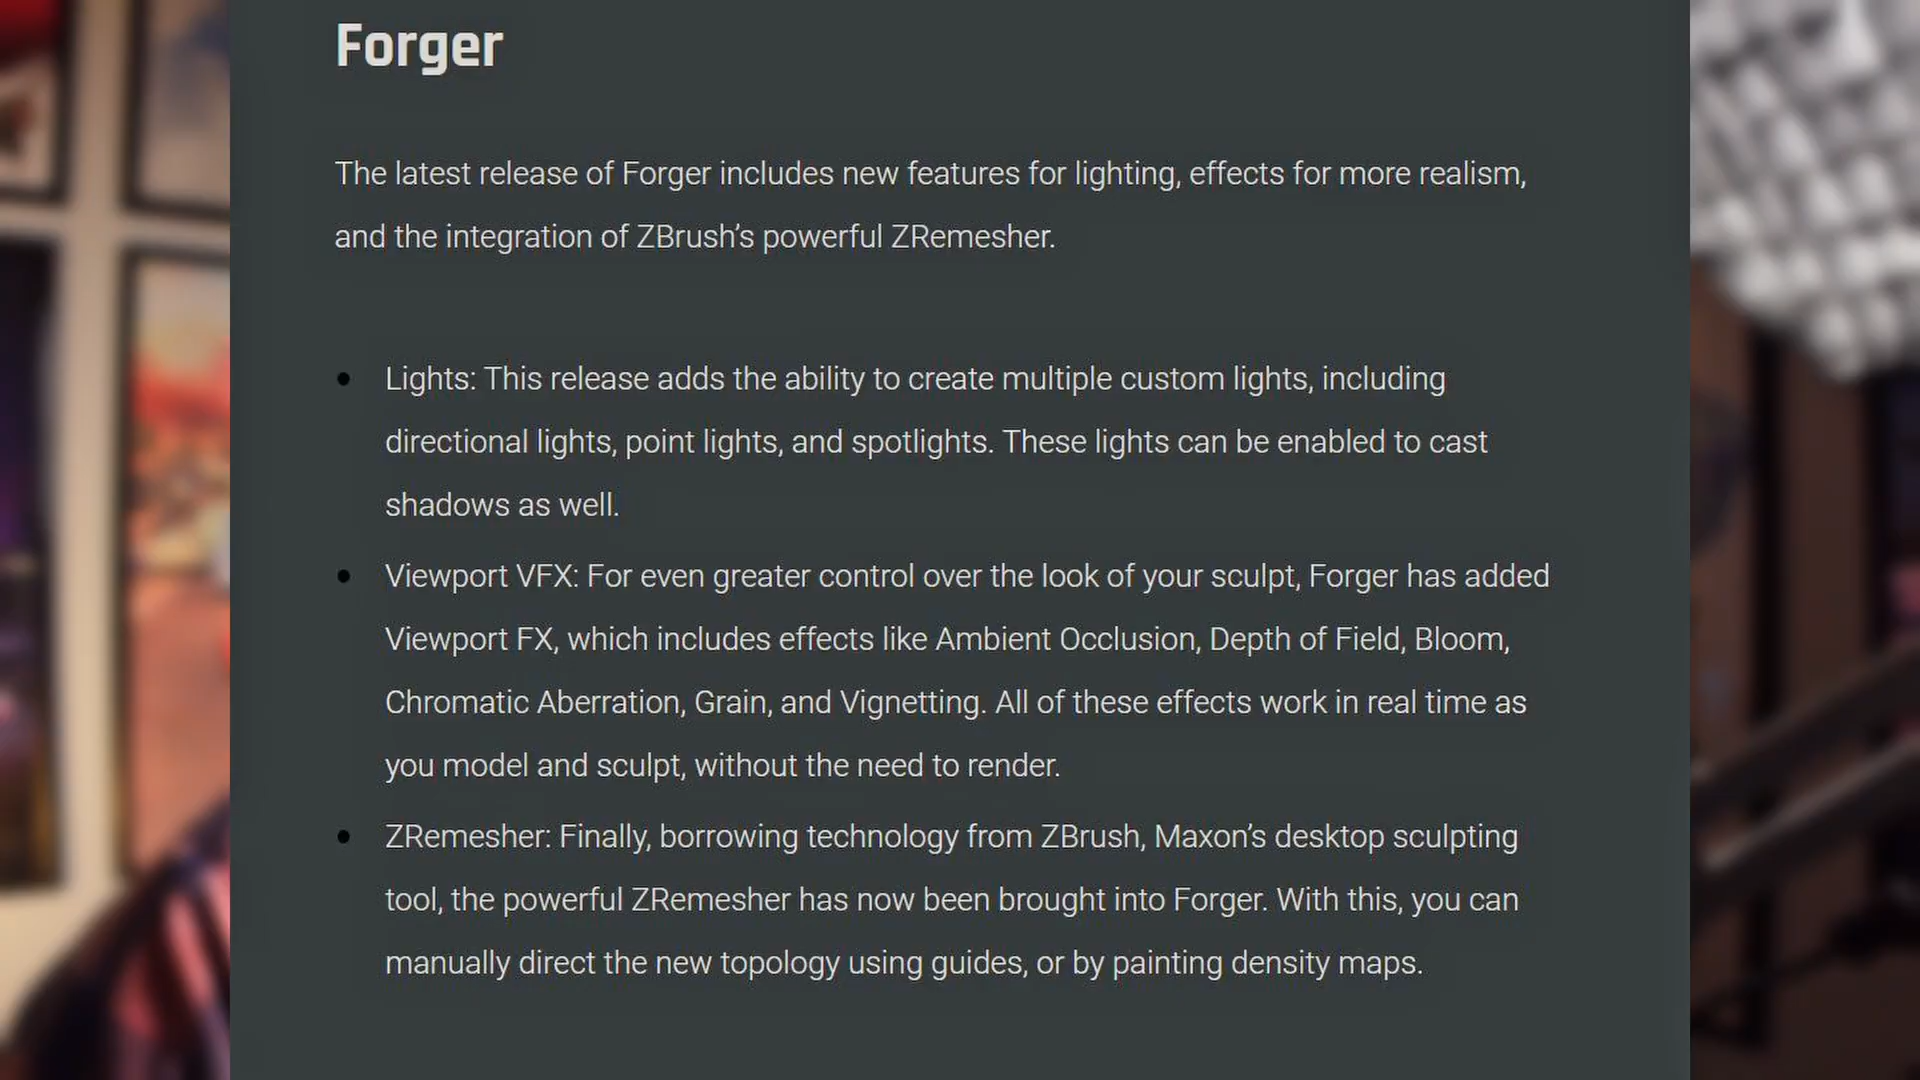 Forger
The latest release of Forger includes new features for lighting, effects for more realism,
and the integration of ZBrush’s powerful ZRemesher.
Lights: This release adds the ability to create multiple custom lights, including
directional lights, point lights, and spotlights. These lights can be enabled to cast
shadows as well.
Viewport VFX: For even greater control over the look of your sculpt, Forger has added
Viewport FX, which includes effects like Ambient Occlusion, Depth of Field, Bloom,
Chromatic Aberration, Grain, and Vignetting. All of these effects work in real time as
you model and sculpt, without the need to render.
ZRemesher: Finally, borrowing technology from ZBrush, Maxon’s desktop sculpting
tool, the powerful ZRemesher has now been brought into Forger. With this, you can
manually direct the new topology using guides, or by painting density maps.